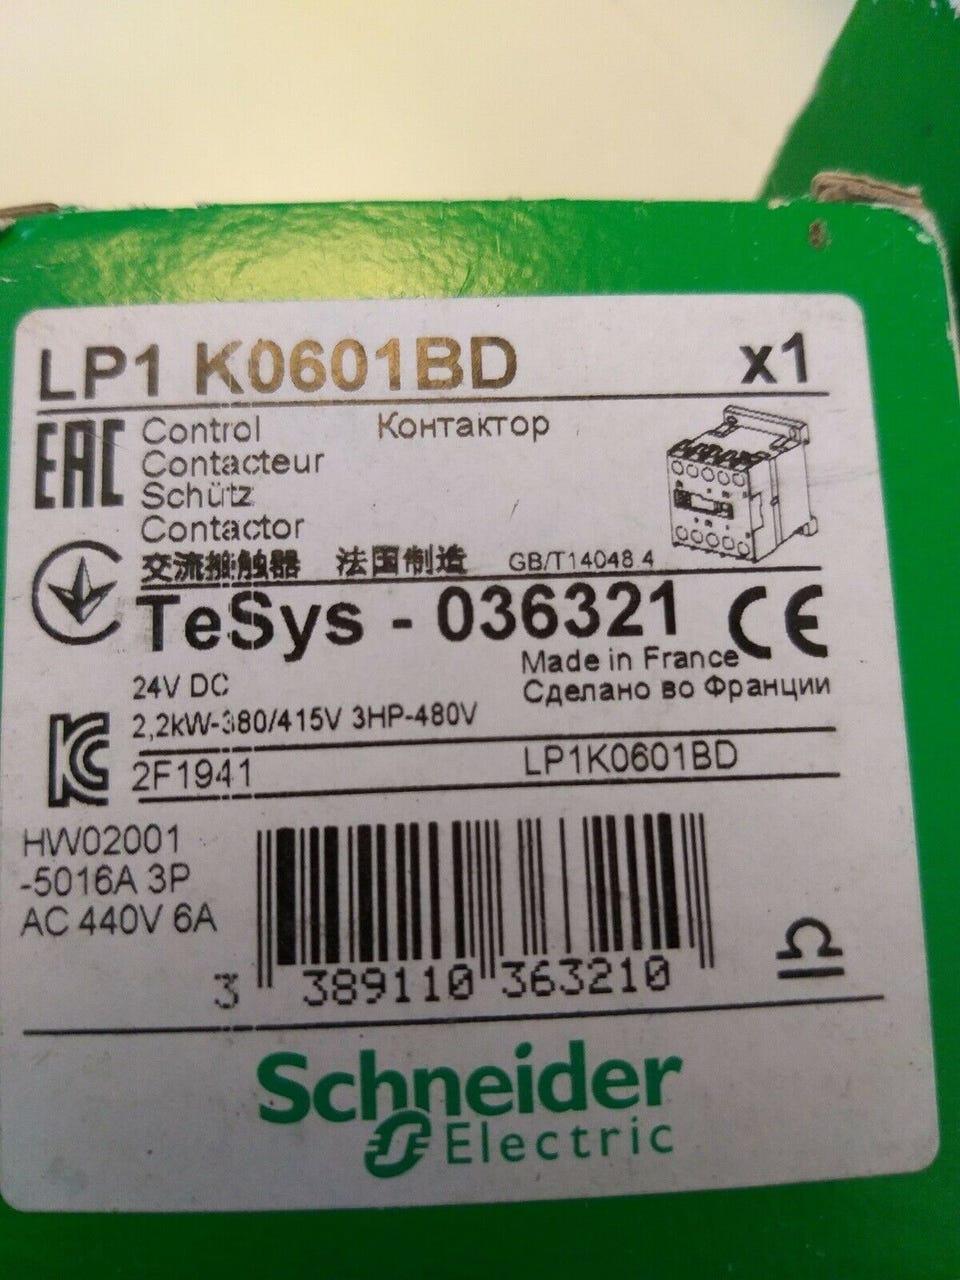 LP1 K0601BD x1
EAC
Control Контактор
Contacteur
Schütz
Contactor
交流接触器 法国制造 GB/T14048.4
TeSys - 036321 CE
Made in France
Сделано во Франции
24V DC
2,2kW-380/415V 3HP-480V
2F1941 LP1K0601BD
HW02001
-5016A 3P
AC 440V 6A
3 389110 363210
Schneider
Electric